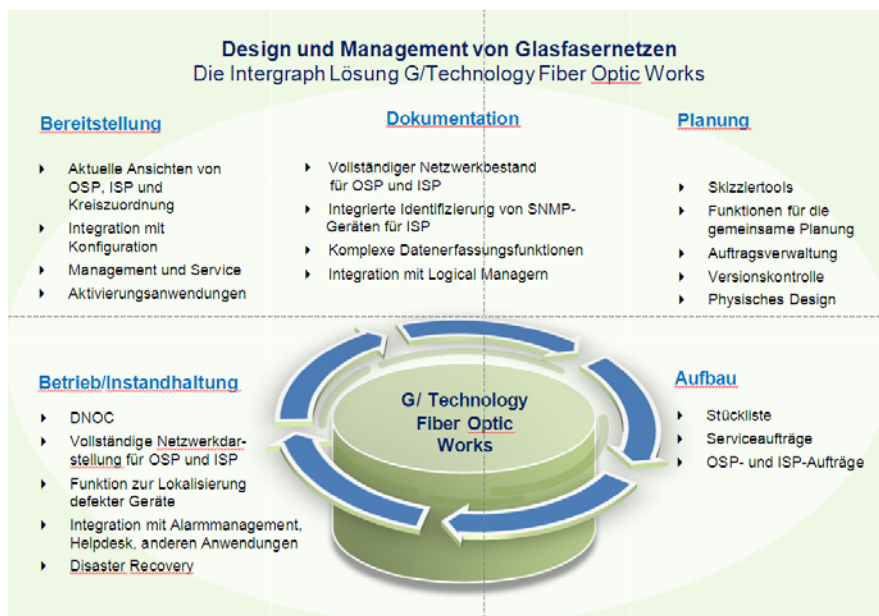 Design und Management von Glasfasernetzen
Die Intergraph Lösung G/Technology Fiber Optic Works
Bereitstellung
Aktuelle Ansichten von
OSP, ISP und
Kreiszuordnung
Integration mit
Konfiguration
Management und Service
Aktivierungsanwendungen
Dokumentation
Vollständiger Netzwerkbestand
für OSP und ISP
Integrierte Identifizierung von SNMP-
Geräten für ISP
Komplexe Datenerfassungsfunktionen
Integration mit Logical Managern
Planung
Skizziertools
Funktionen für die
gemeinsame Planung
Auftragsverwaltung
Versionskontrolle
Physisches Design
Betrieb/Instandhaltung
DNOC
Vollständige Netzwerkdar-
stellung für OSP und ISP
Funktion zur Lokalisierung
defekter Geräte
Integration mit Alarmmanagement,
Helpdesk, anderen Anwendungen
Disaster Recovery
G/ Technology
Fiber Optic
Works
Aufbau
Stückliste
Serviceaufträge
OSP- und ISP-Aufträge